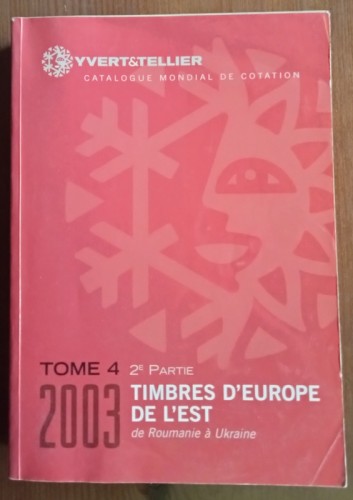 YVERT&TELLIER
CATALOGUE MONDIAL DE COTATION
TOME 4 2E PARTIE
2003 TIMBRES D'EUROPE
DE L'EST
de Roumanie à Ukraine